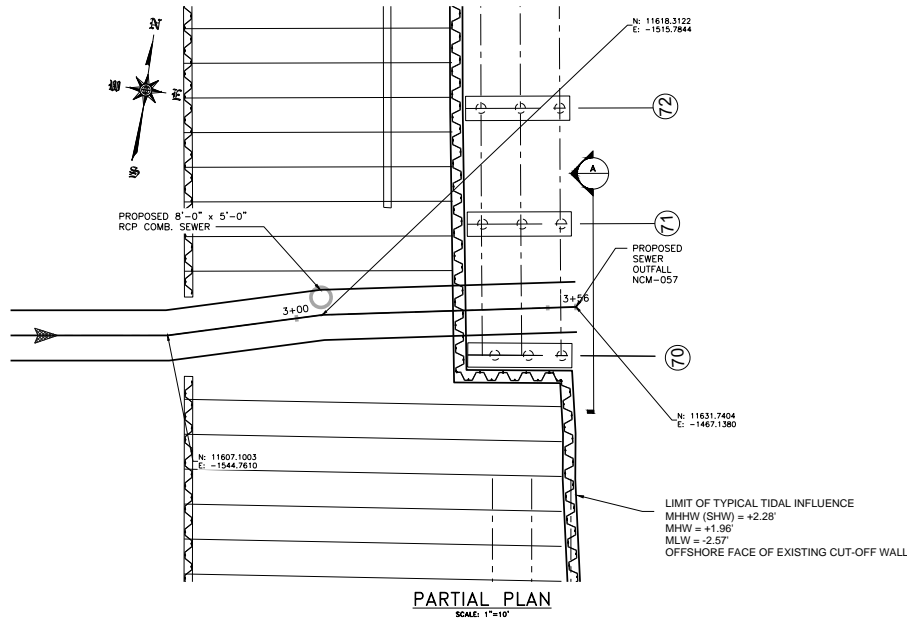 N: 11618.3122
E: -1515.7844
N
W
E
S
72
A
PROPOSED 8'-0" x 5'-0"
RCP COMB. SEWER
71
PROPOSED
SEWER
OUTFALL
NCM-057
3+00
3+56
70
N: 11631.7404
E: -1467.1380
N: 11607.1003
E: -1544.7610
LIMIT OF TYPICAL TIDAL INFLUENCE
MHHW (SHW) = +2.28'
MHW = +1.96'
MLW = -2.57'
OFFSHORE FACE OF EXISTING CUT-OFF WALL
PARTIAL PLAN
SCALE: 1"=10'